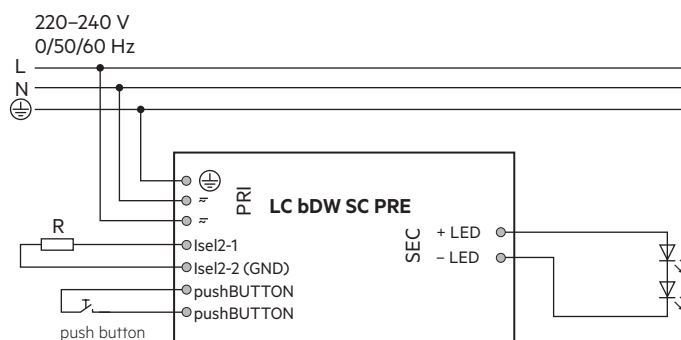 220–240 V
0/50/60 Hz
L
N
PRI
LC bDW SC PRE
R
Isel2-1
Isel2-2 (GND)
pushBUTTON
pushBUTTON
push button
SEC
+ LED
– LED